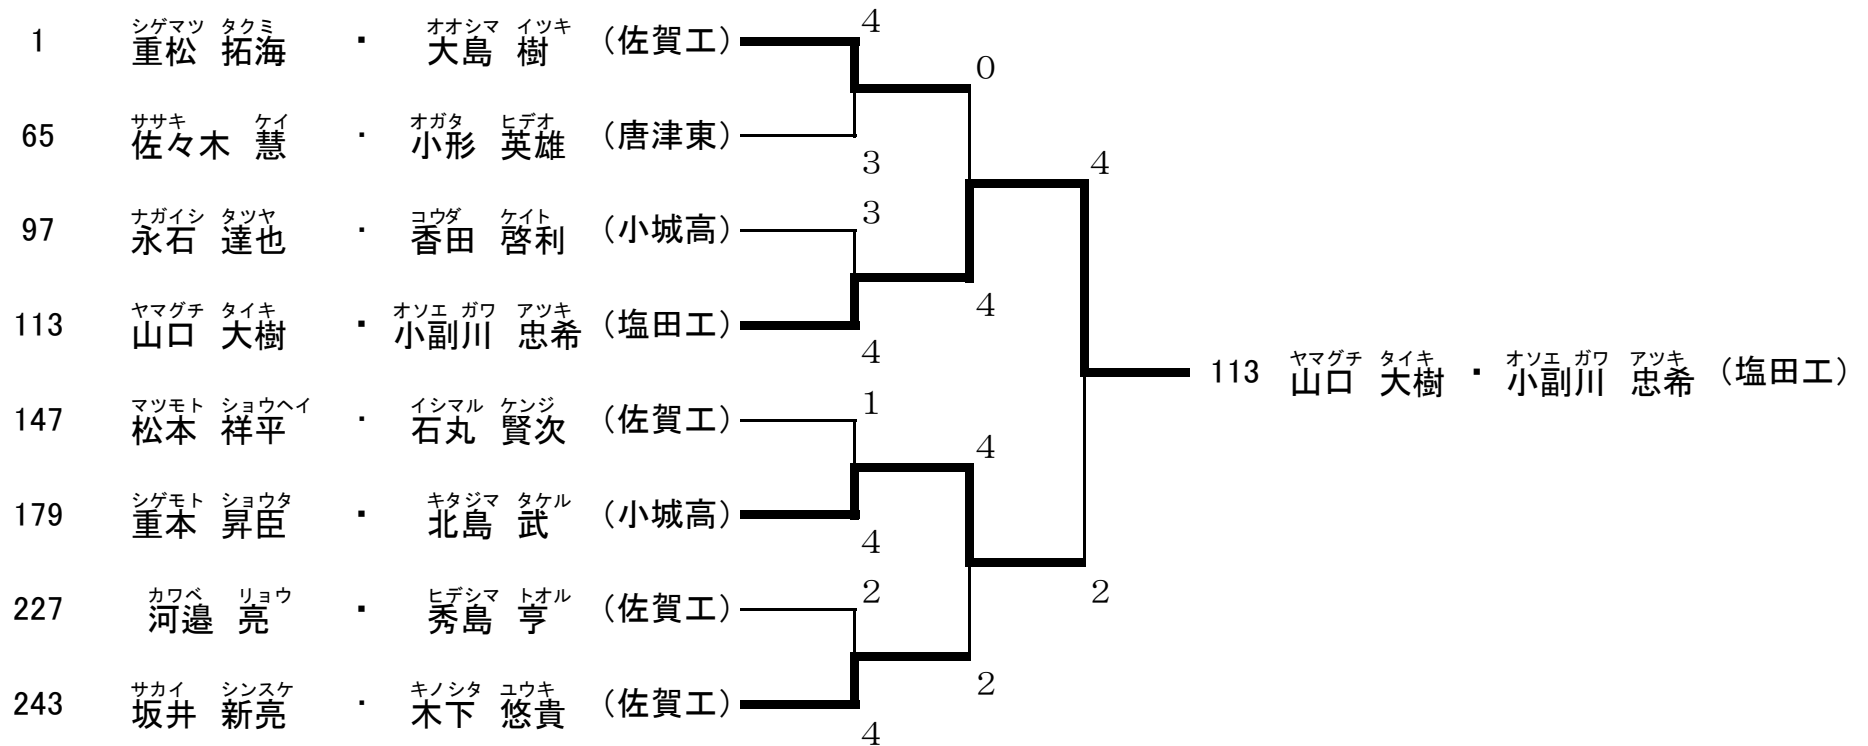 シゲマツ タクミ オオシマ イツキ 4
1 重松 拓海 ・ 大島 樹 (佐賀工)
0
ササキ ケイ オガタ ヒデオ
65 佐々木 慧 ・ 小形 英雄 (唐津東)
3 4
ナガイシ タツヤ コウダ ケイト 3
97 永石 達也 ・ 香田 啓利 (小城高)
ヤマグチ タイキ オソエ ガワ アツキ 4
113 山口 大樹 ・ 小副川 忠希 (塩田工)
4
ヤマグチ タイキ オソエ ガワ アツキ
113 山口 大樹 ・ 小副川 忠希 (塩田工)
マツモト ショウヘイ イシマル ケンジ 1
147 松本 祥平 ・ 石丸 賢次 (佐賀工)
4
シゲモト ショウタ キタジマ タケル
179 重本 昇臣 ・ 北島 武 (小城高)
4
カワベ リョウ ヒデシマ トオル 2 2
227 河邉 亮 ・ 秀島 亨 (佐賀工)
2
サカイ シンスケ キノシタ ユウキ
243 坂井 新亮 ・ 木下 悠貴 (佐賀工)
4